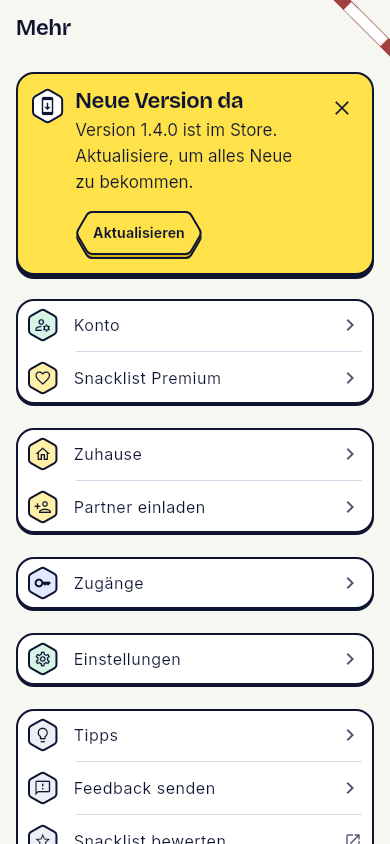 Mehr
Neue Version da
Version 1.4.0 ist im Store.
Aktualisiere, um alles Neue
zu bekommen.
Aktualisieren
Konto
Snacklist Premium
Zuhause
Partner einladen
Zugänge
Einstellungen
Tipps
Feedback senden
Snacklist bewerten